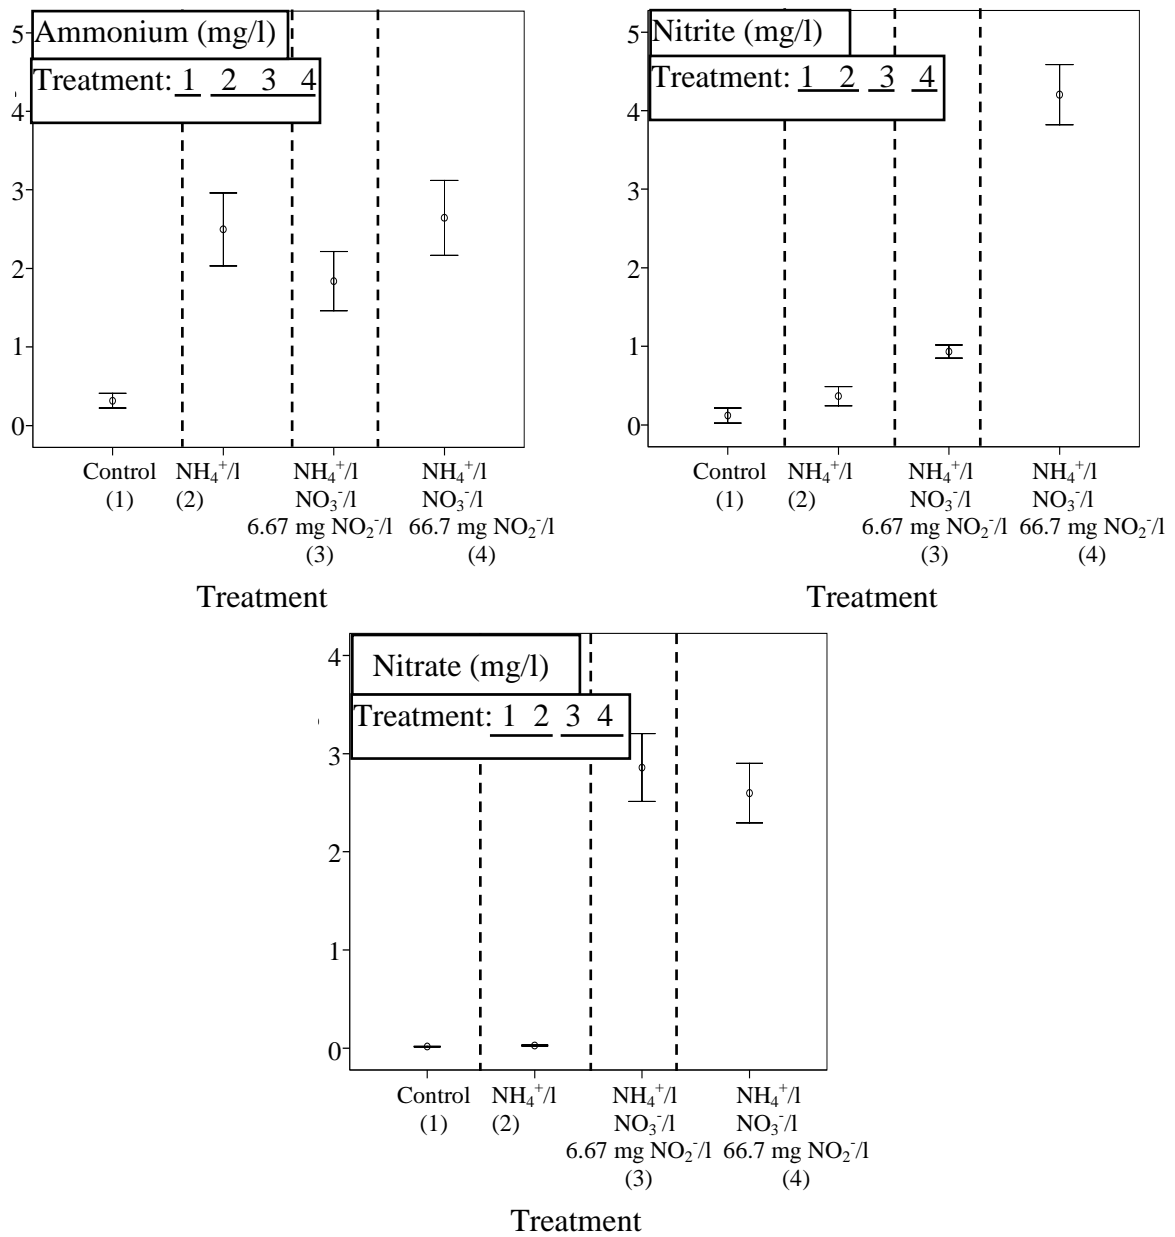 Ammonium (mg/l)
Treatment: 1 2 3 4
5
4
3
2
1
0
Control
(1)
NH₄⁺/l
(2)
NH₄⁺/l
NO₃⁻/l
6.67 mg NO₂⁻/l
(3)
NH₄⁺/l
NO₃⁻/l
66.7 mg NO₂⁻/l
(4)
Treatment
Nitrite (mg/l)
Treatment: 1 2 3 4
5
4
3
2
1
0
Control
(1)
NH₄⁺/l
(2)
NH₄⁺/l
NO₃⁻/l
6.67 mg NO₂⁻/l
(3)
NH₄⁺/l
NO₃⁻/l
66.7 mg NO₂⁻/l
(4)
Treatment
Nitrate (mg/l)
Treatment: 1 2 3 4
4
3
2
1
0
Control
(1)
NH₄⁺/l
(2)
NH₄⁺/l
NO₃⁻/l
6.67 mg NO₂⁻/l
(3)
NH₄⁺/l
NO₃⁻/l
66.7 mg NO₂⁻/l
(4)
Treatment